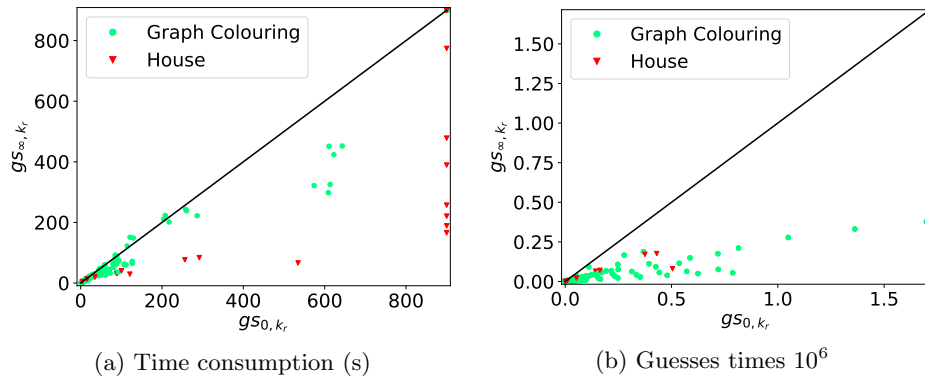 Graph Colouring
House
800
600
400
200
0
gs∞,kr
0
200
400
600
800
gs0,kr
(a) Time consumption (s)
Graph Colouring
House
1.50
1.25
1.00
0.75
0.50
0.25
0.00
gs∞,kr
0.0
0.5
1.0
1.5
gs0,kr
(b) Guesses times 10⁶